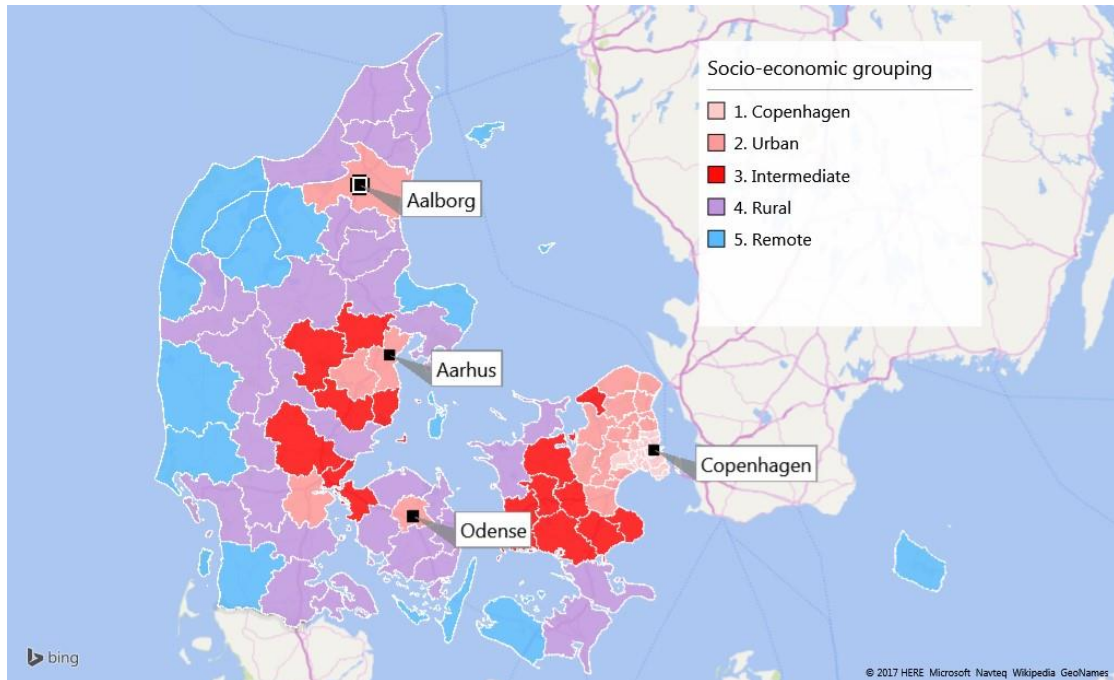 Socio-economic grouping
1. Copenhagen
2. Urban
3. Intermediate
4. Rural
5. Remote
Aalborg
Aarhus
Copenhagen
Odense
bing
© 2017 HERE Microsoft Navteq Wikipedia GeoNames